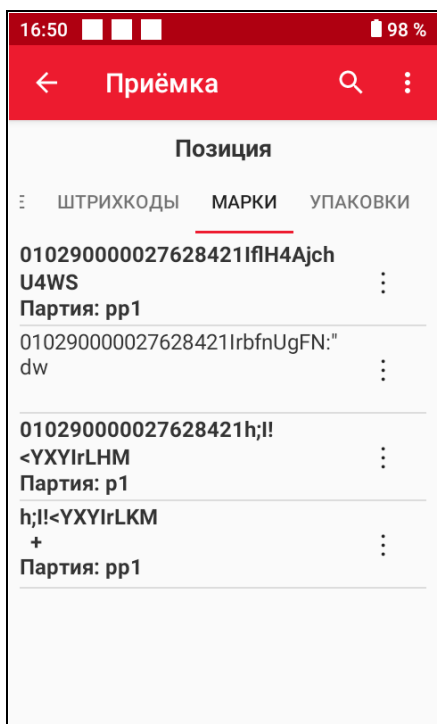 16:50
98 %
Приёмка
Позиция
Е ШТРИХКОДЫ МАРКИ УПАКОВКИ
010290000027628421IflH4Ajch
U4WS
Партия: pp1
010290000027628421IrbfnUgFN:"
dw
010290000027628421h;I!
<YXYIrLHM
Партия: p1
h;I!<YXYIrLKM
+
Партия: pp1